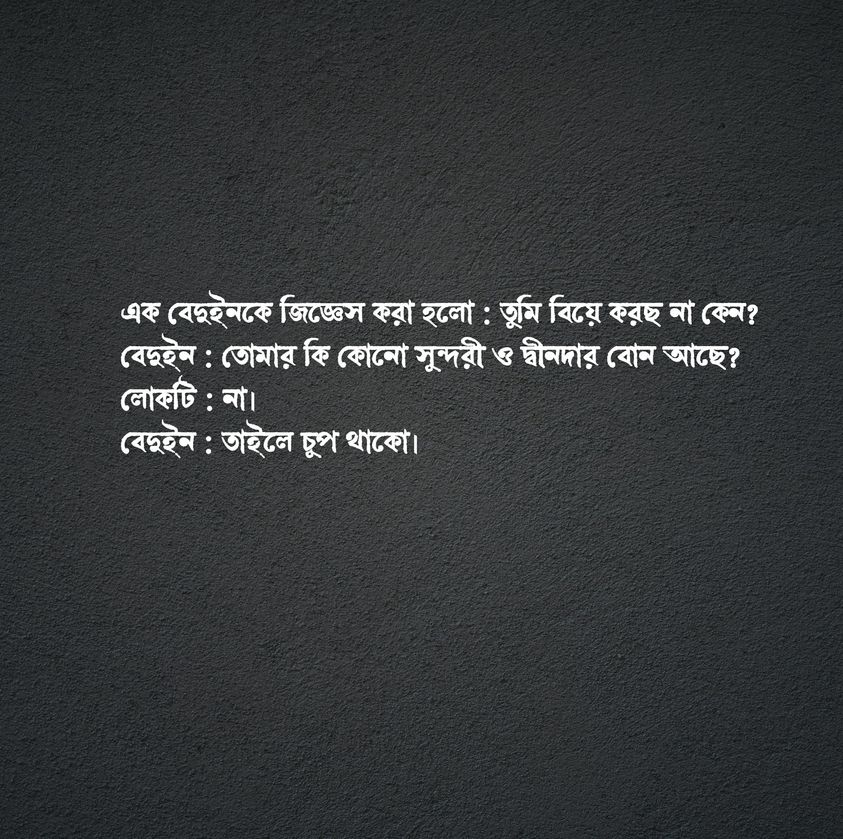 এক বেদুইনকে জিজ্ঞেস করা হলো : তুমি বিয়ে করছ না কেন?
বেদুইন : তোমার কি কোনো সুন্দরী ও দ্বীনদার বোন আছে?
লোকটি : না।
বেদুইন : তাইলে চুপ থাকো।